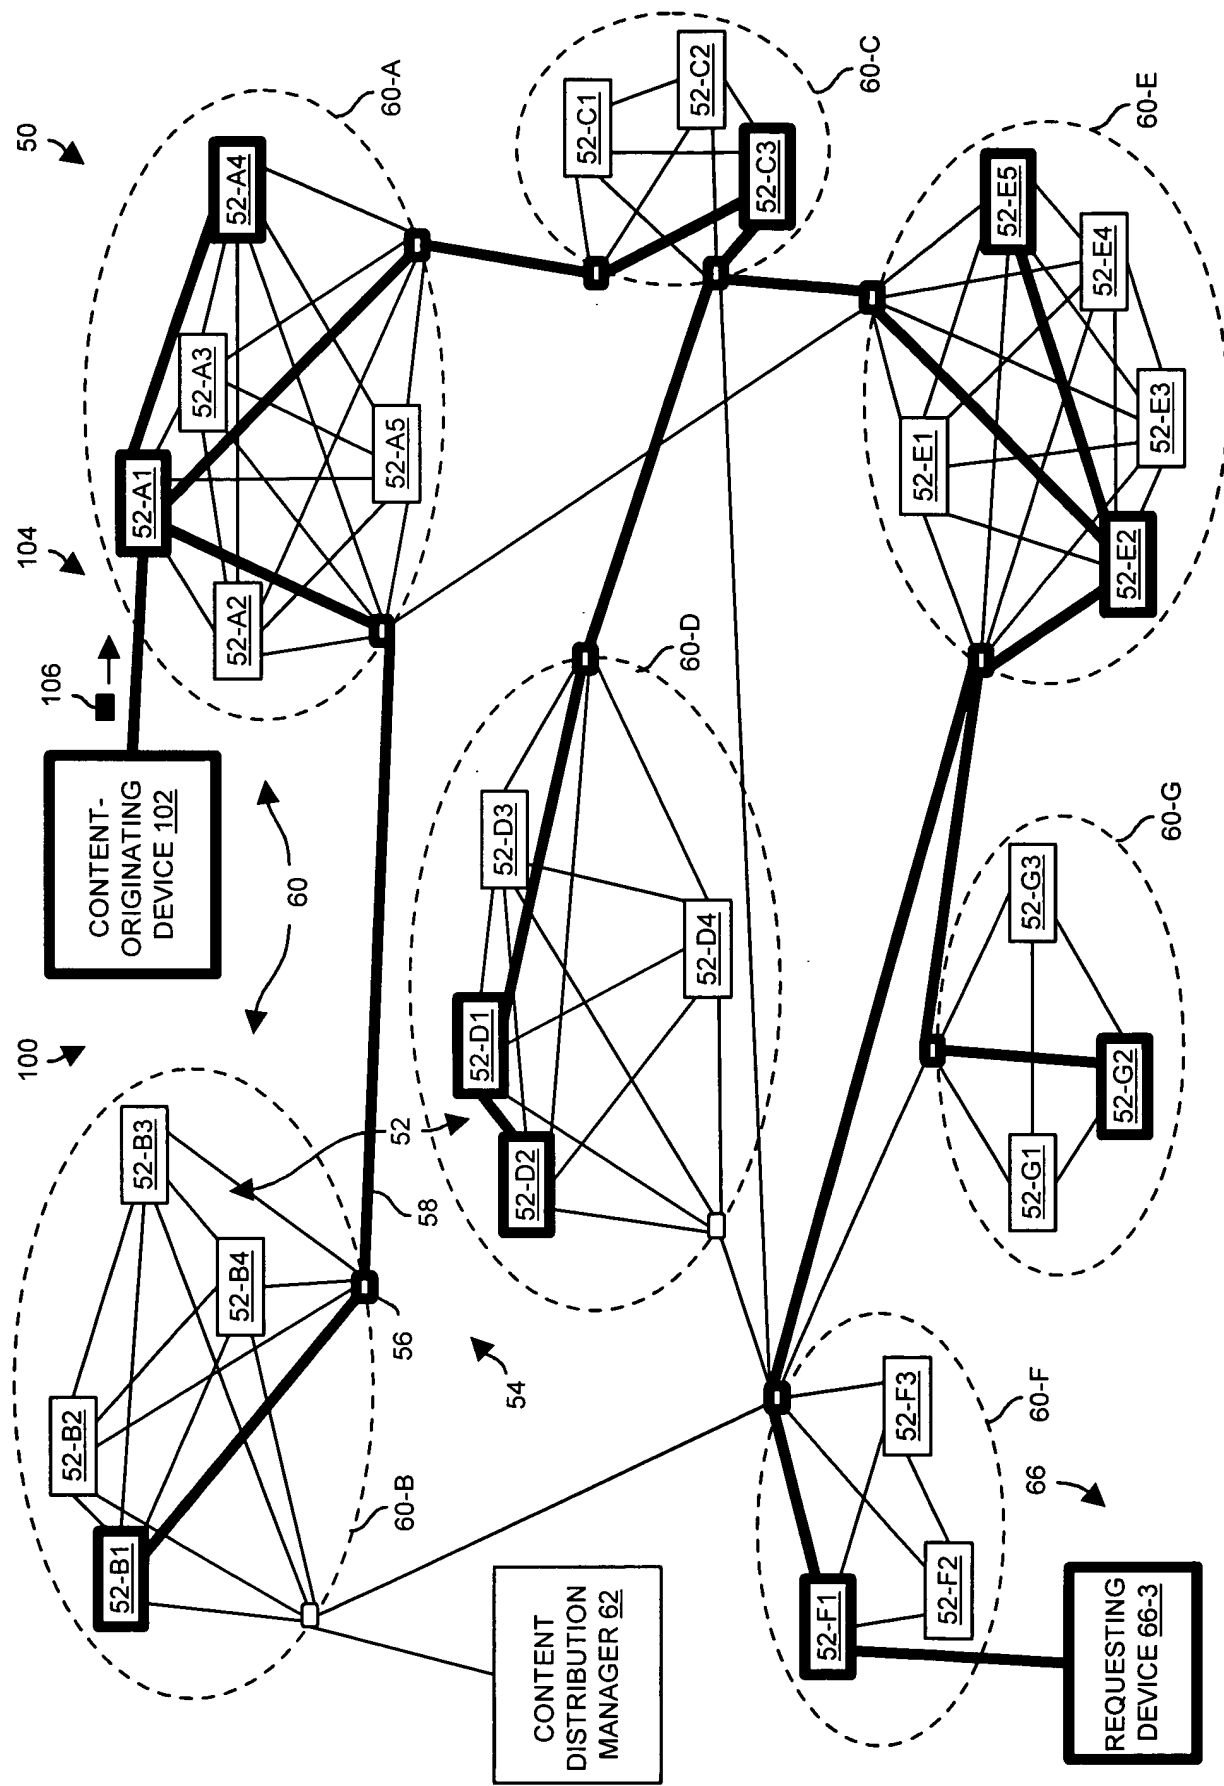 100
104
50
CONTENT-
ORIGINATING
DEVICE 102
106
60
52-B1
52-B2
52-B3
52-B4
60-B
52-A1
52-A2
52-A3
52-A4
52-A5
60-A
52
58
56
54
52-D1
52-D2
52-D3
52-D4
60-D
52-C1
52-C2
52-C3
60-C
CONTENT
DISTRIBUTION
MANAGER 62
52-F1
52-F2
52-F3
60-F
52-G1
52-G2
52-G3
60-G
52-E1
52-E2
52-E3
52-E4
52-E5
60-E
66
REQUESTING
DEVICE 66-3